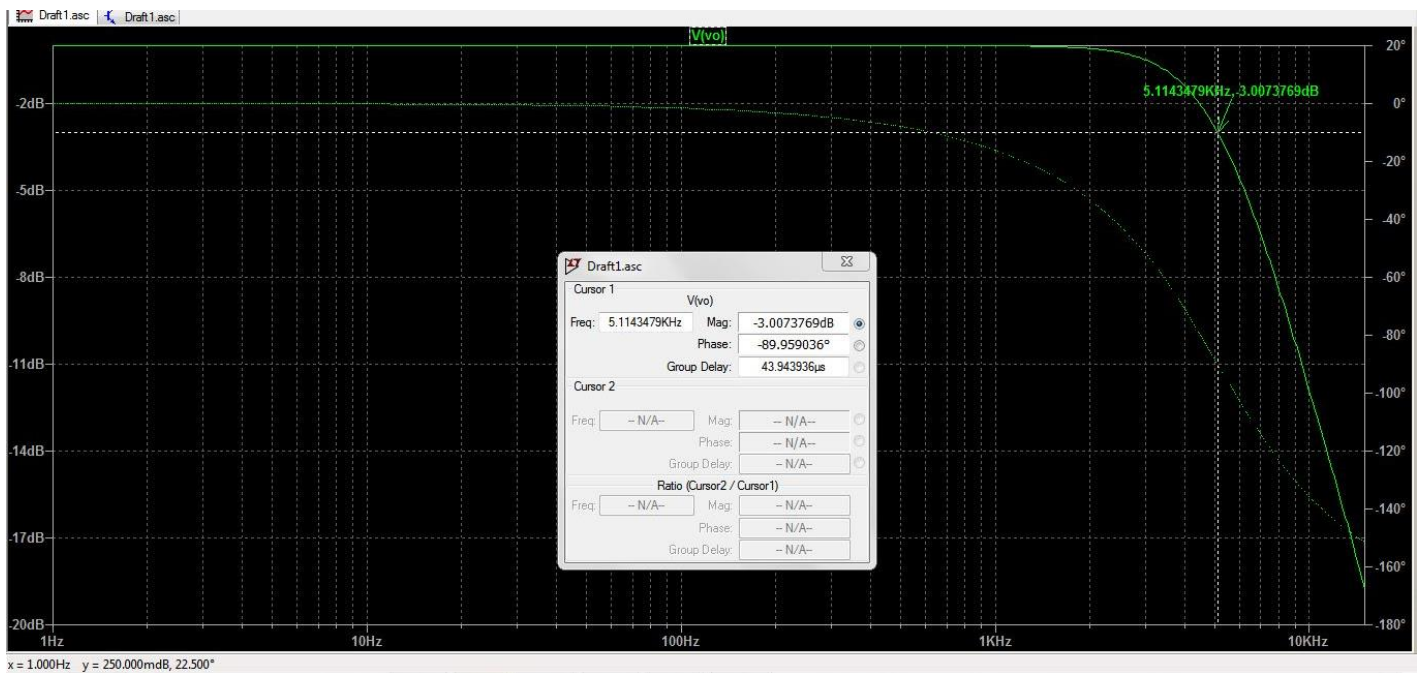 Draft1.asc Draft1.asc
V(vo)
20°
5.1143479KHz,-3.0073769dB
-2dB 0°
-20°
-5dB
-40°
-8dB -60°
-80°
-11dB
-100°
-14dB -120°
-140°
-17dB
-160°
-20dB -180°
1Hz 10Hz 100Hz 1KHz 10KHz
Draft1.asc
Cursor 1
V(vo)
Freq: 5.1143479KHz Mag: -3.0073769dB
Phase: -89.959036°
Group Delay: 43.943936µs
Cursor 2
Freq: -- N/A-- Mag: -- N/A--
Phase: -- N/A--
Group Delay: -- N/A--
Ratio (Cursor2 / Cursor1)
Freq: -- N/A-- Mag: -- N/A--
Phase: -- N/A--
Group Delay: -- N/A--
x = 1.000Hz y = 250.000mdB, 22.500°